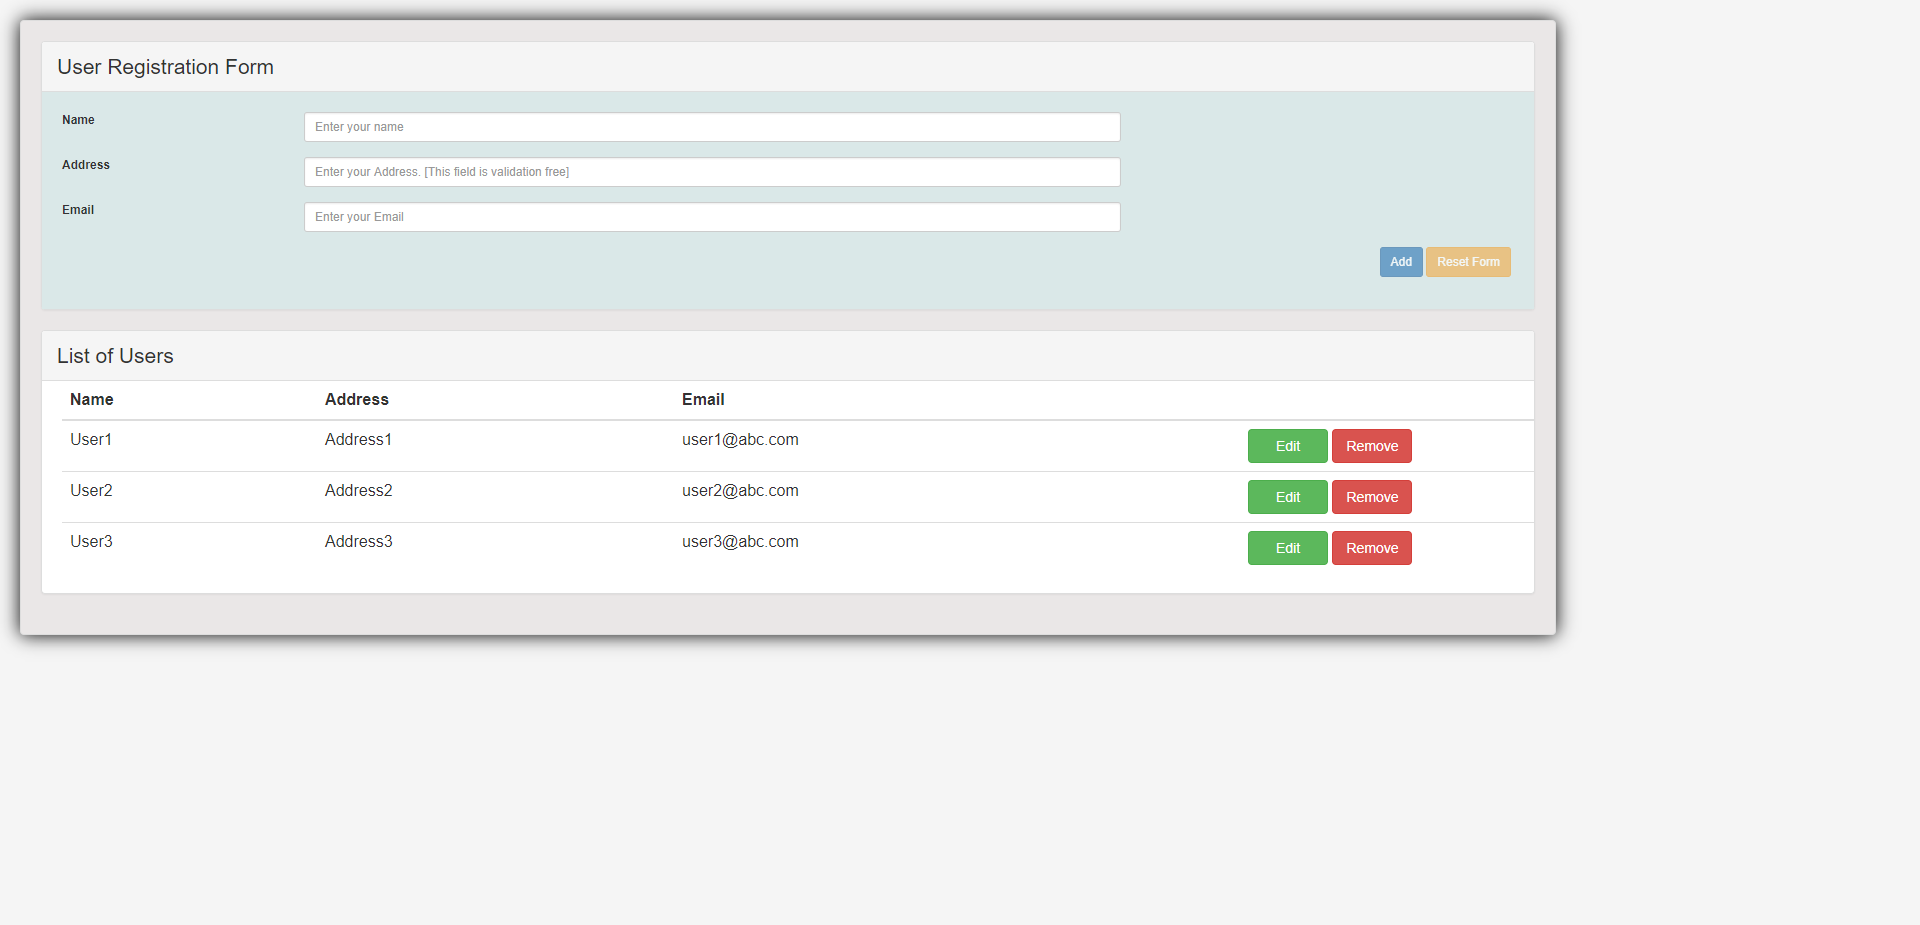 User Registration Form
Name
Enter your name
Address
Enter your Address. [This field is validation free]
Email
Enter your Email
Add Reset Form
List of Users
Name Address Email
User1 Address1 user1@abc.com Edit Remove
User2 Address2 user2@abc.com Edit Remove
User3 Address3 user3@abc.com Edit Remove